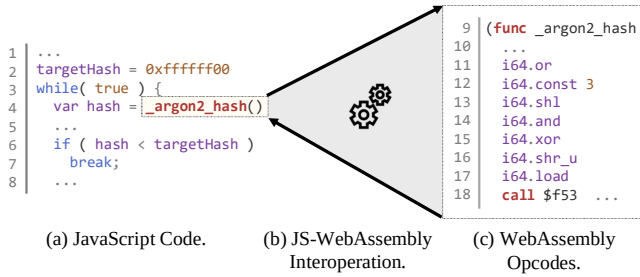 1 ...
2 targetHash = 0xffffff00
3 while( true ) {
4 var hash = _argon2_hash()
5 ...
6 if ( hash < targetHash )
7 break;
8 ...
9 (func _argon2_hash
10 ...
11 i64.or
12 i64.const 3
13 i64.shl
14 i64.and
15 i64.xor
16 i64.shr_u
17 i64.load
18 call $f53 ...
(a) JavaScript Code.
(b) JS-WebAssembly
Interoperation.
(c) WebAssembly
Opcodes.